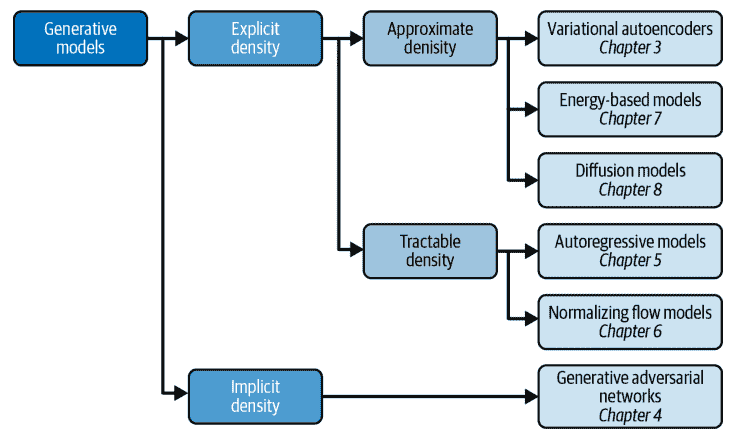 Generative
models
Explicit
density
Approximate
denisity
Variational autoencoders
Chapter 3
Energy-based models
Chapter 7
Diffusion models
Chapter 8
Tractable
density
Autoregressive models
Chapter 5
Normalizing flow models
Chapter 6
Implicit
density
Generative adversarial
networks
Chapter 4